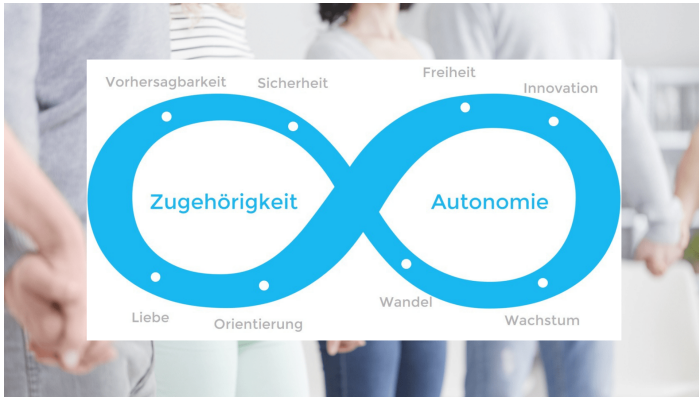 Vorhersagbarkeit
Sicherheit
Freiheit
Innovation
Zugehörigkeit
Autonomie
Liebe
Orientierung
Wandel
Wachstum